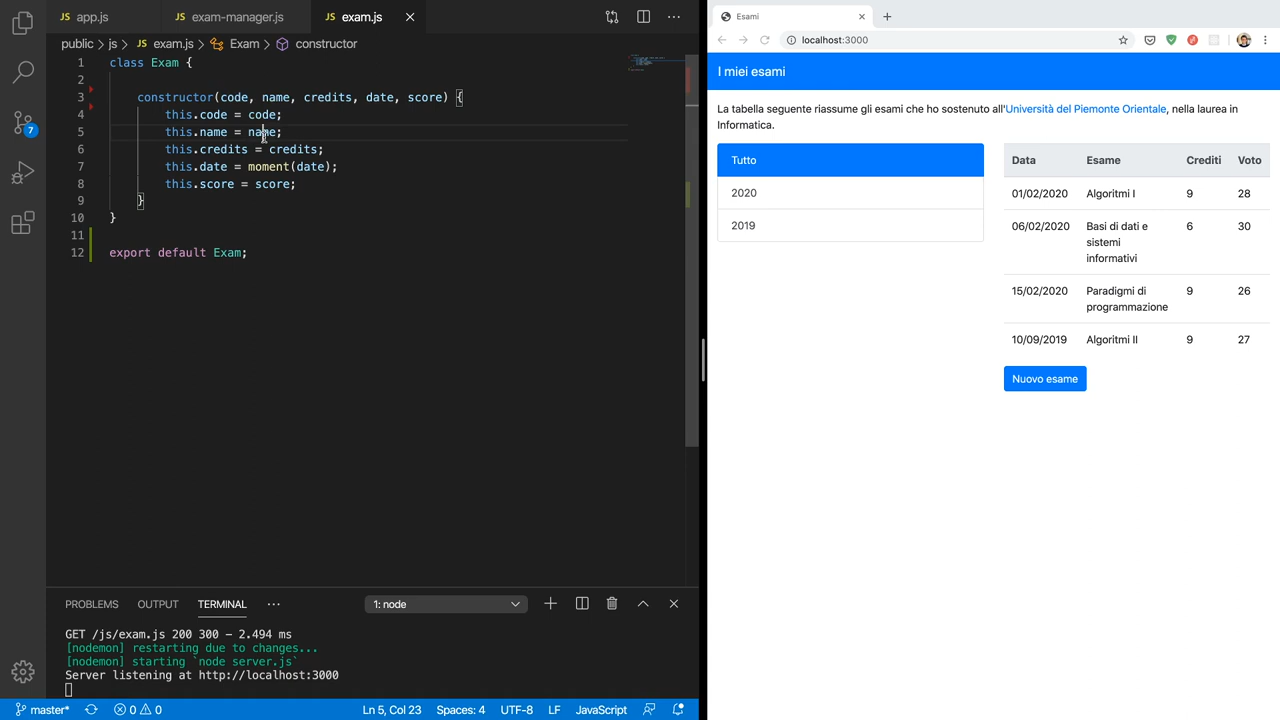 JS app.js
JS exam-manager.js
JS exam.js
public > js > JS exam.js > Exam > constructor
1 class Exam {
2
3 constructor(code, name, credits, date, score) {
4 this.code = code;
5 this.name = name;
6 this.credits = credits;
7 this.date = moment(date);
8 this.score = score;
9 }
10 }
11
12 export default Exam;
7
PROBLEMS OUTPUT TERMINAL ... 1: node
GET /js/exam.js 200 300 - 2.494 ms
[nodemon] restarting due to changes...
[nodemon] starting `node server.js`
Server listening at http://localhost:3000
master* 0 0 Ln 5, Col 23 Spaces: 4 UTF-8 LF JavaScript
Esami
localhost:3000
I miei esami
La tabella seguente riassume gli esami che ho sostenuto all'Università del Piemonte Orientale, nella laurea in
Informatica.
Tutto
2020
2019
Data Esame Crediti Voto
01/02/2020 Algoritmi I 9 28
06/02/2020 Basi di dati e 6 30
sistemi
informativi
15/02/2020 Paradigmi di 9 26
programmazione
10/09/2019 Algoritmi II 9 27
Nuovo esame